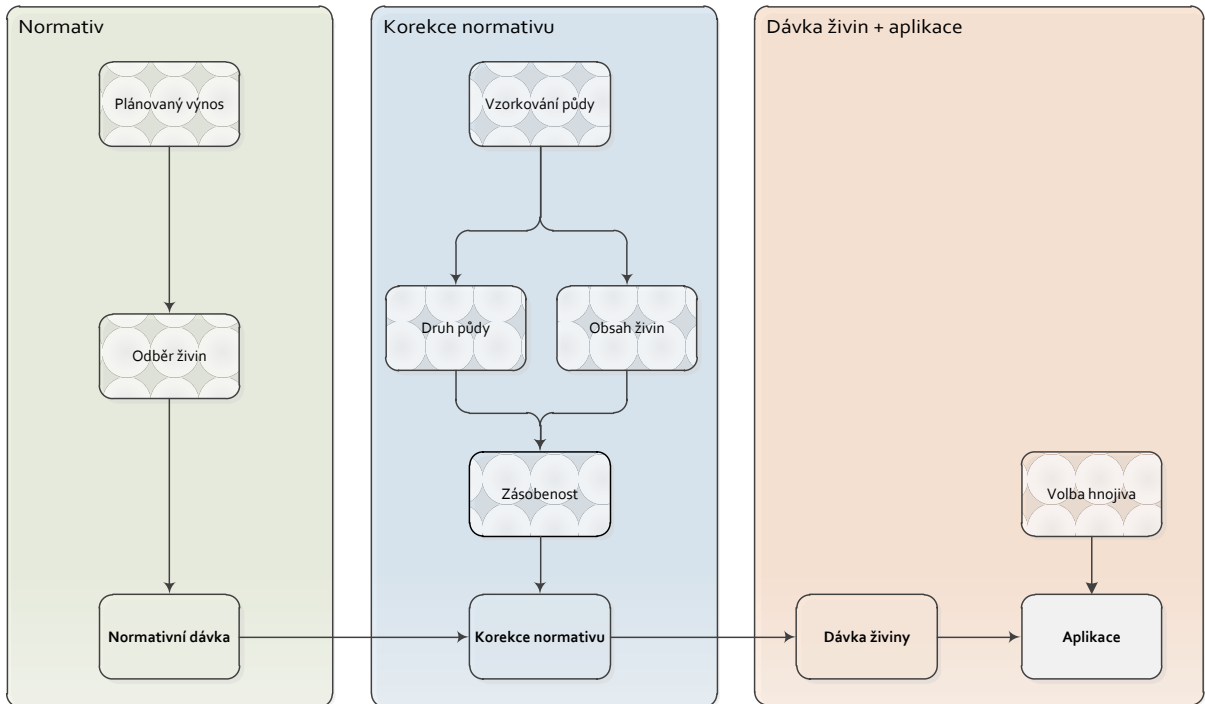 Normativ
Plánovaný výnos
Odběr živin
Normativní dávka
Korekce normativu
Vzorkování půdy
Druh půdy
Obsah živin
Zásobenost
Korekce normativu
Dávka živin + aplikace
Volba hnojiva
Dávka živiny
Aplikace